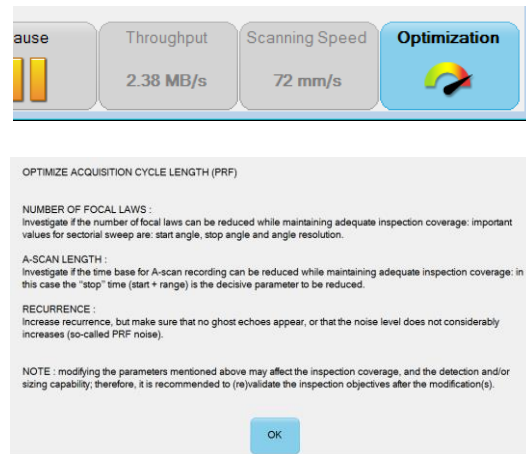 ause
Throughput
Scanning Speed
Optimization
2.38 MB/s
72 mm/s
OPTIMIZE ACQUISITION CYCLE LENGTH (PRF)
NUMBER OF FOCAL LAWS :
Investigate if the number of focal laws can be reduced while maintaining adequate inspection coverage: important
values for sectorial sweep are: start angle, stop angle and angle resolution.
A-SCAN LENGTH :
Investigate if the time base for A-scan recording can be reduced while maintaining adequate inspection coverage: in
this case the “stop” time (start + range) is the decisive parameter to be reduced.
RECURRENCE :
Increase recurrence, but make sure that no ghost echoes appear, or that the noise level does not considerably
increases (so-called PRF noise).
NOTE : modifying the parameters mentioned above may affect the inspection coverage, and the detection and/or
sizing capability; therefore, it is recommended to (re)validate the inspection objectives after the modification(s).
OK